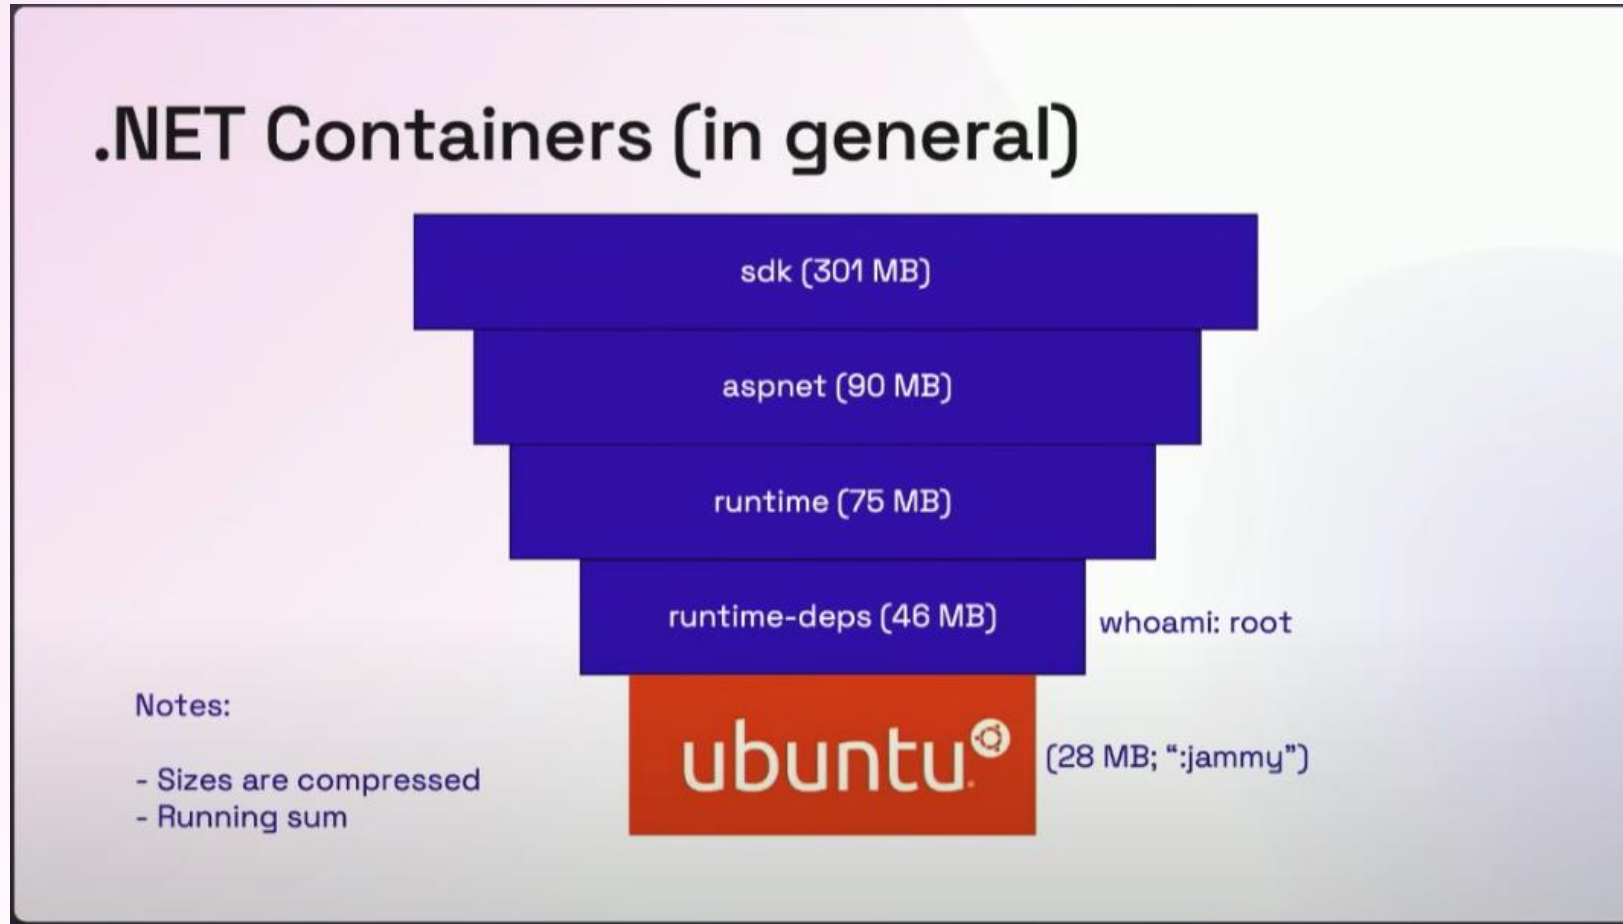 .NET Containers (in general)
sdk (301 MB)
aspnet (90 MB)
runtime (75 MB)
runtime-deps (46 MB)
whoami: root
ubuntu
(28 MB; “:jammy”)
Notes:
- Sizes are compressed
- Running sum